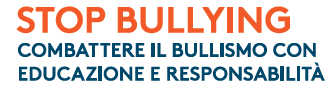 STOP BULLYING
COMBATTERE IL BULLISMO CON
EDUCAZIONE E RESPONSABILITÀ